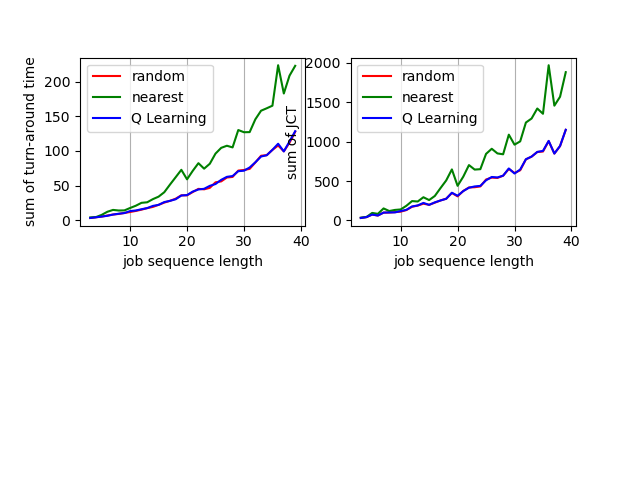 sum of turn-around time
200
150
100
50
0
random
nearest
Q Learning
10
20
30
40
job sequence length
sum of JCT
2000
1500
1000
500
0
random
nearest
Q Learning
10
20
30
40
job sequence length